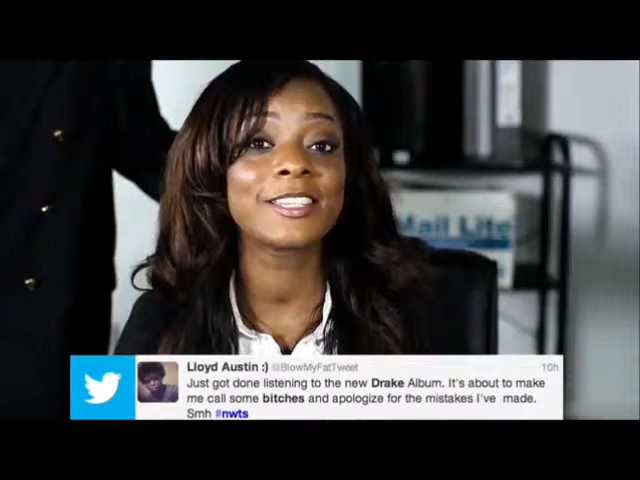 Mail Lite
Lloyd Austin :) @BlowMyFatTweet 10h
Just got done listening to the new Drake Album. It's about to make
me call some bitches and apologize for the mistakes I've made.
Smh #nwts